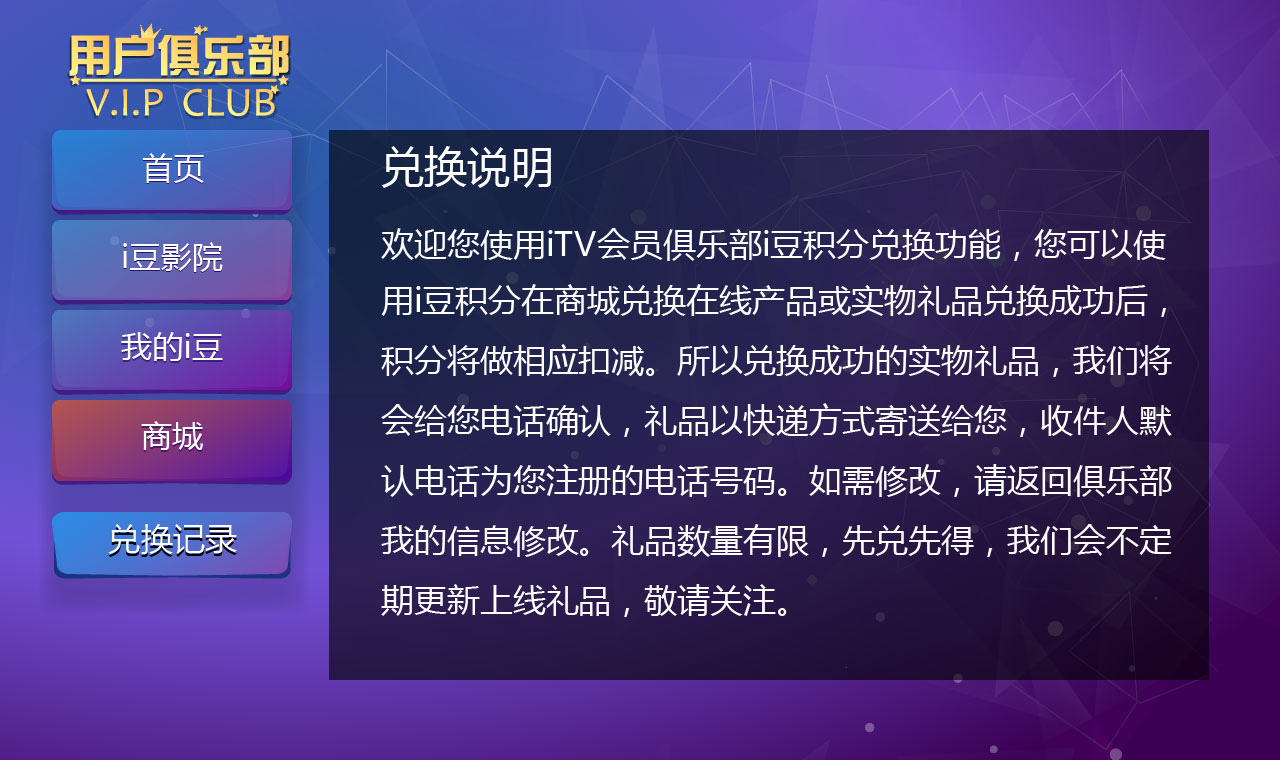 用户俱乐部
V.I.P CLUB
首页
i豆影院
我的i豆
商城
兑换记录
兑换说明
欢迎您使用iTV会员俱乐部i豆积分兑换功能，您可以使
用i豆积分在商城兑换在线产品或实物礼品兑换成功后，
积分将做相应扣减。所以兑换成功的实物礼品，我们将
会给您电话确认，礼品以快递方式寄送给您，收件人默
认电话为您注册的电话号码。如需修改，请返回俱乐部
我的信息修改。礼品数量有限，先兑先得，我们会不定
期更新上线礼品，敬请关注。